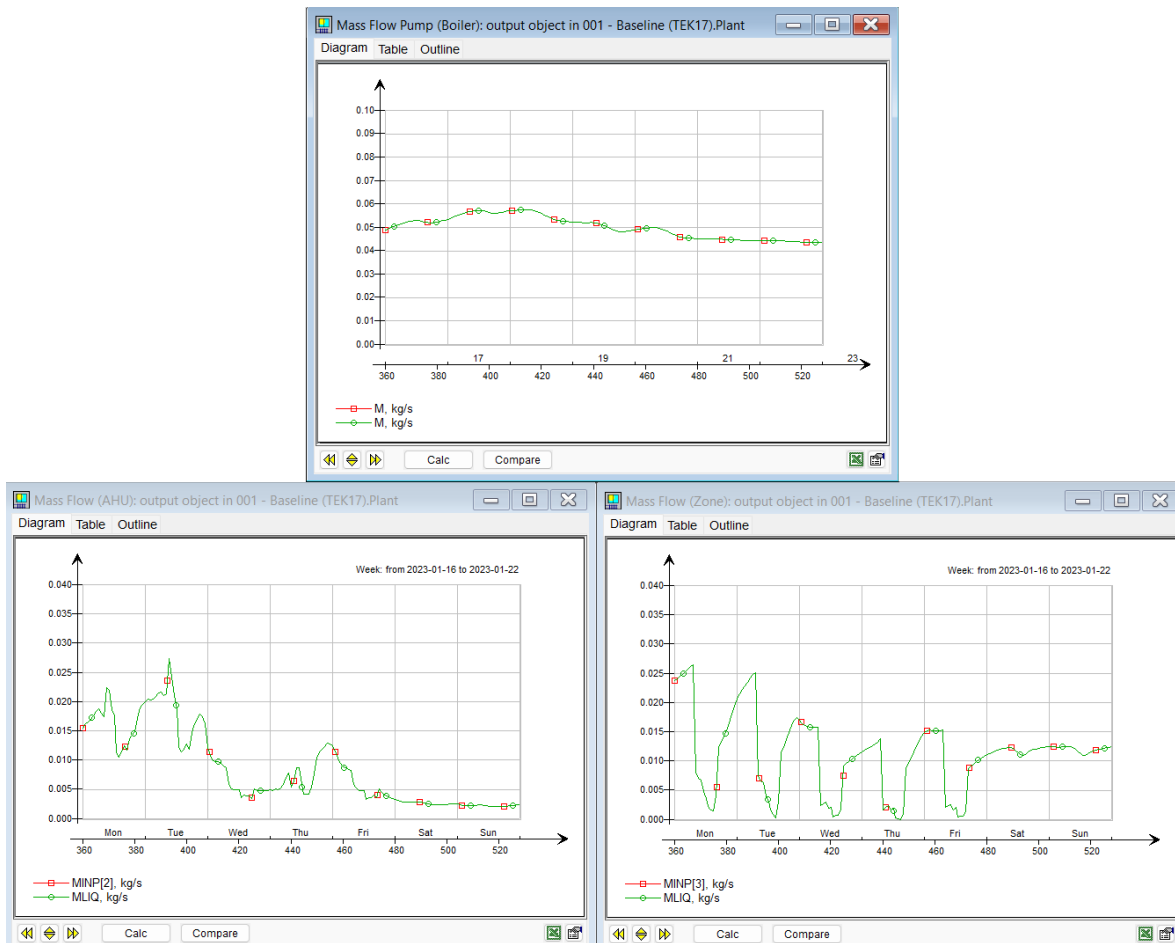 Mass Flow Pump (Boiler): output object in 001 - Baseline (TEK17).Plant
Diagram Table Outline
0.10
0.09
0.08
0.07
0.06
0.05
0.04
0.03
0.02
0.01
0.00
17 19 21 23
360 380 400 420 440 460 480 500 520
M, kg/s
M, kg/s
Calc Compare
Mass Flow (AHU): output object in 001 - Baseline (TEK17).Plant
Diagram Table Outline
Week: from 2023-01-16 to 2023-01-22
0.040
0.035
0.030
0.025
0.020
0.015
0.010
0.005
0.000
Mon Tue Wed Thu Fri Sat Sun
360 380 400 420 440 460 480 500 520
MINP[2], kg/s
MLIQ, kg/s
Calc Compare
Mass Flow (Zone): output object in 001 - Baseline (TEK17).Plant
Diagram Table Outline
Week: from 2023-01-16 to 2023-01-22
0.040
0.035
0.030
0.025
0.020
0.015
0.010
0.005
0.000
Mon Tue Wed Thu Fri Sat Sun
360 380 400 420 440 460 480 500 520
MINP[3], kg/s
MLIQ, kg/s
Calc Compare